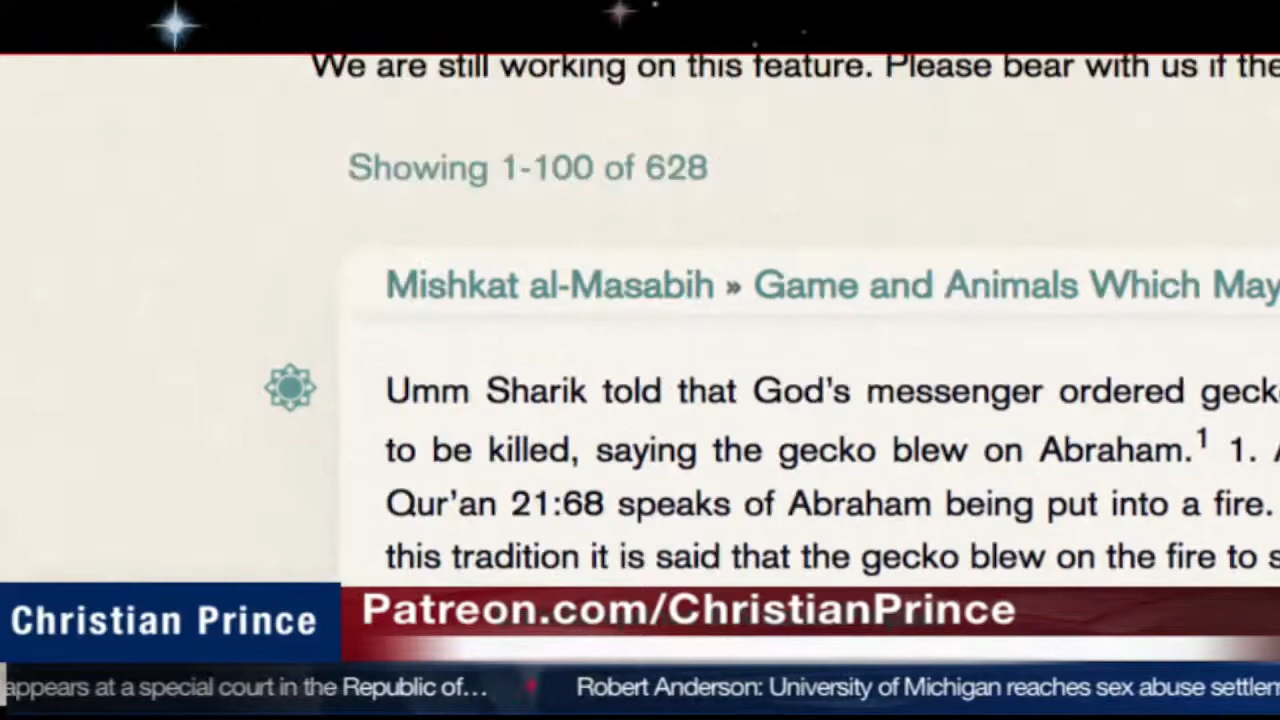 We are still working on this feature. Please bear with us if the
Showing 1-100 of 628
Mishkat al-Masabih » Game and Animals Which May
Umm Sharik told that God's messenger ordered geck
to be killed, saying the gecko blew on Abraham.¹ 1.
Qur'an 21:68 speaks of Abraham being put into a fire.
this tradition it is said that the gecko blew on the fire to s
Christian Prince
Patreon.com/ChristianPrince
appears at a special court in the Republic of...
Robert Anderson: University of Michigan reaches sex abuse settlem